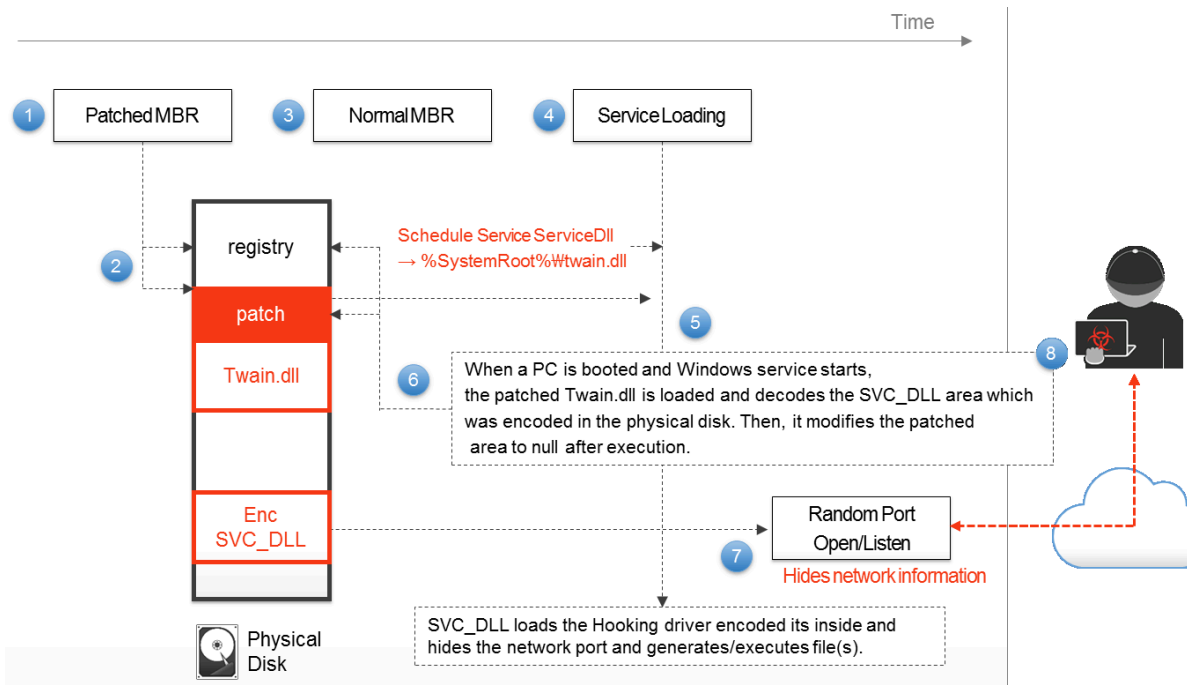 Time
1
Patched MBR
3
Normal MBR
4
Service Loading
registry
Schedule Service ServiceDll
→ %SystemRoot%₩twain.dll
2
patch
5
Twain.dll
6
When a PC is booted and Windows service starts,
the patched Twain.dll is loaded and decodes the SVC_DLL area which
was encoded in the physical disk. Then, it modifies the patched
area to null after execution.
8
Enc
SVC_DLL
Random Port
Open/Listen
7
Hides network information
SVC_DLL loads the Hooking driver encoded its inside and
hides the network port and generates/executes file(s).
Physical
Disk